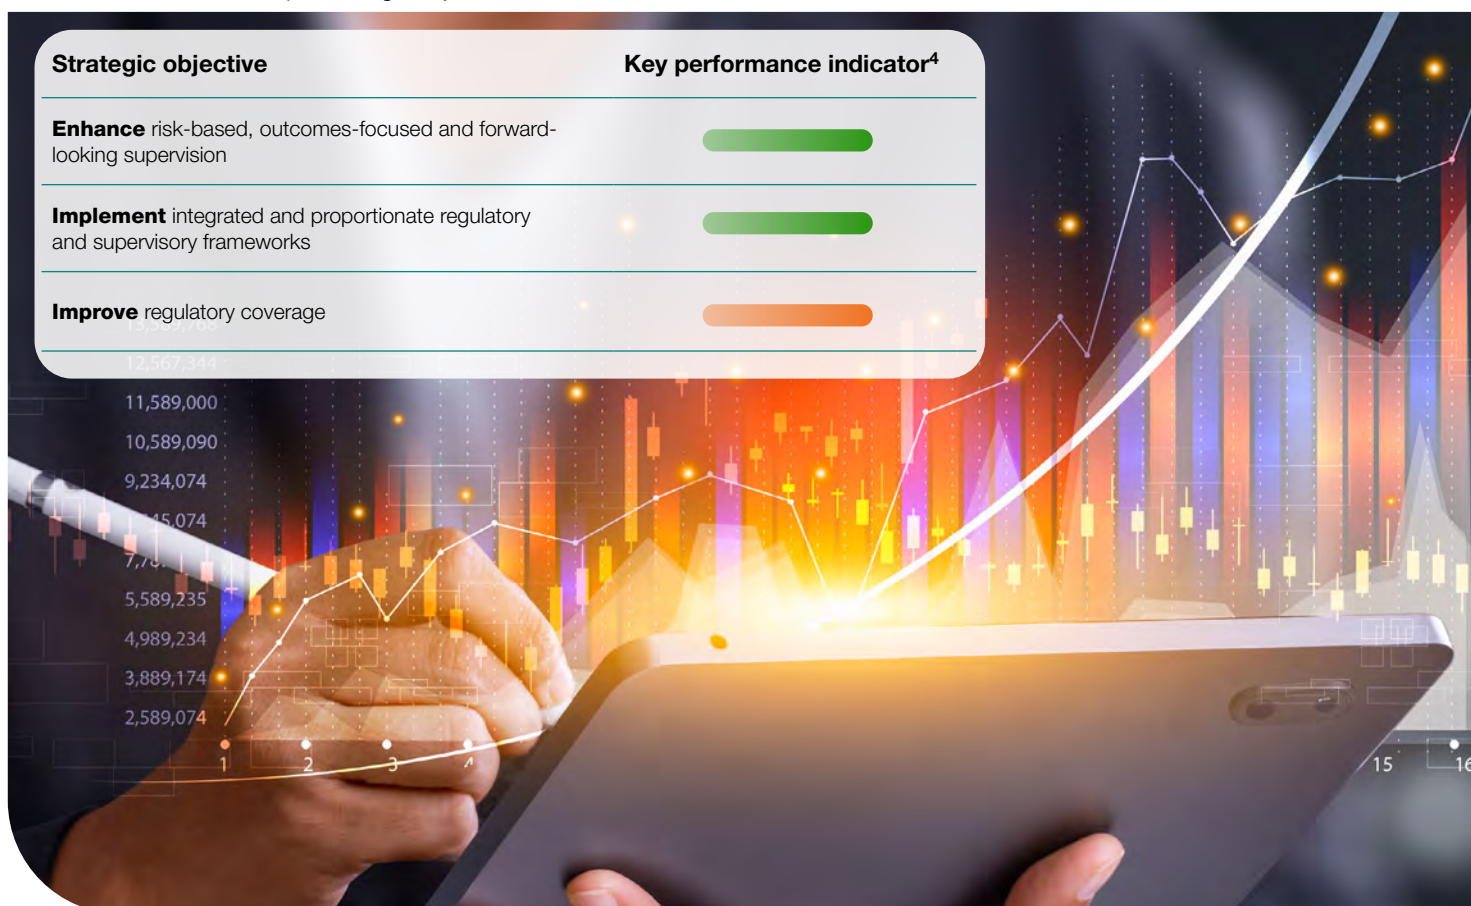 Strategic objective
Key performance indicator4
Enhance risk-based, outcomes-focused and forward-
looking supervision
Implement integrated and proportionate regulatory
and supervisory frameworks
Improve regulatory coverage
12,567,344
11,589,000
10,589,090
9,234,074
5,589,235
4,989,234
3,889,174
2,589,074
1
2
3
4
15
16